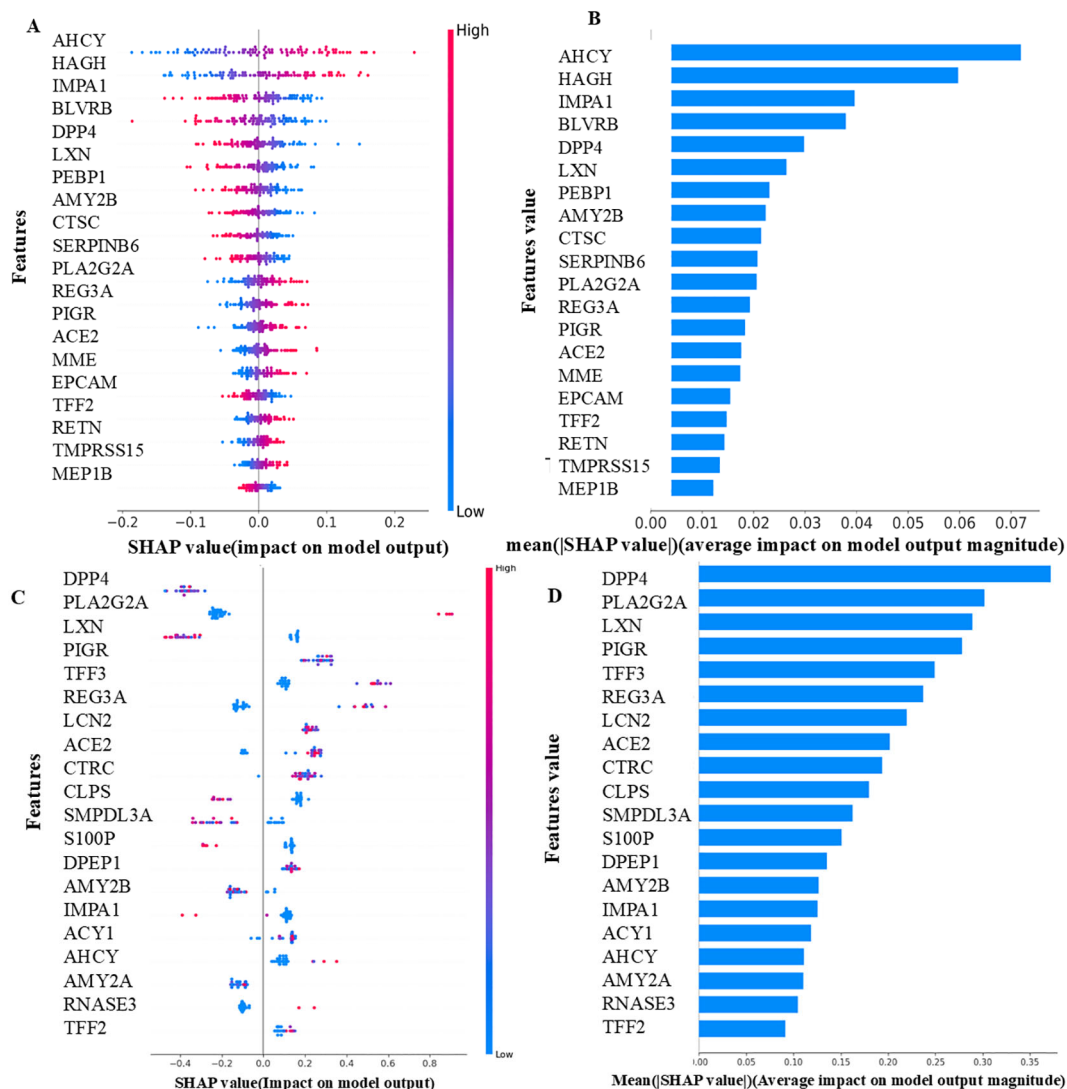 A
AHCY
HAGH
IMPA1
BLVRB
DPP4
LXN
PEBP1
AMY2B
CTSC
SERPINB6
PLA2G2A
REG3A
PIGR
ACE2
MME
EPCAM
TFF2
RETN
TMPRSS15
MEP1B
Features
High
Low
−0.2 −0.1 0.0 0.1 0.2
SHAP value(impact on model output)
B
AHCY
HAGH
IMPA1
BLVRB
DPP4
LXN
PEBP1
AMY2B
CTSC
SERPINB6
PLA2G2A
REG3A
PIGR
ACE2
MME
EPCAM
TFF2
RETN
TMPRSS15
MEP1B
Features value
0.00 0.01 0.02 0.03 0.04 0.05 0.06 0.07
mean(|SHAP value|)(average impact on model output magnitude)
C
DPP4
PLA2G2A
LXN
PIGR
TFF3
REG3A
LCN2
ACE2
CTRC
CLPS
SMPDL3A
S100P
DPEP1
AMY2B
IMPA1
ACY1
AHCY
AMY2A
RNASE3
TFF2
Features
High
Low
−0.4 −0.2 0.0 0.2 0.4 0.6 0.8
SHAP value(Impact on model output)
D
DPP4
PLA2G2A
LXN
PIGR
TFF3
REG3A
LCN2
ACE2
CTRC
CLPS
SMPDL3A
S100P
DPEP1
AMY2B
IMPA1
ACY1
AHCY
AMY2A
RNASE3
TFF2
Features value
0.00 0.05 0.10 0.15 0.20 0.25 0.30 0.35
Mean(|SHAP value|)(Average impact on model output magnitude)